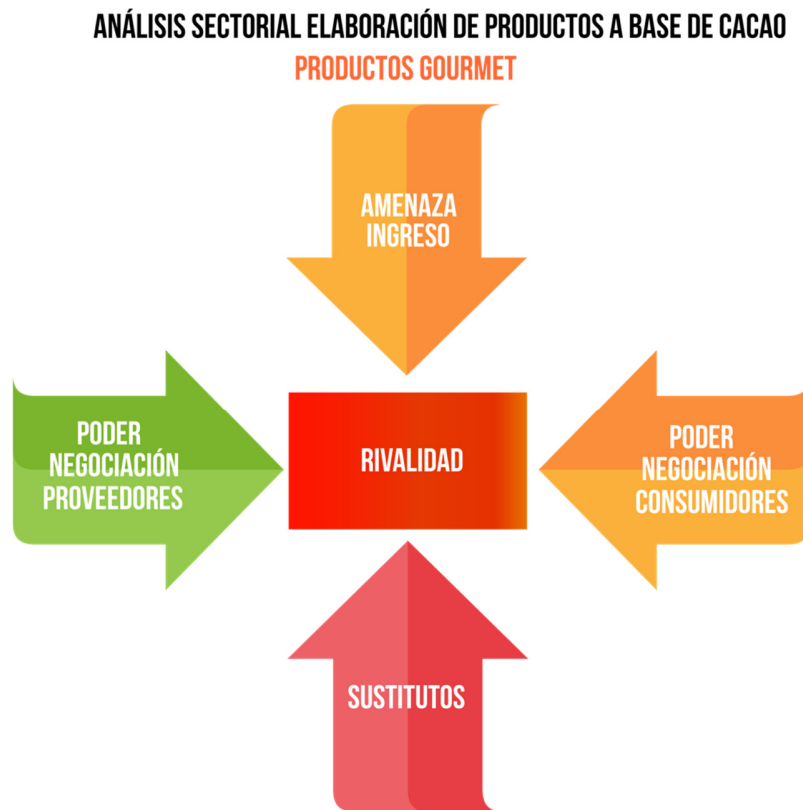 ANÁLISIS SECTORIAL ELABORACIÓN DE PRODUCTOS A BASE DE CACAO
PRODUCTOS GOURMET
AMENAZA
INGRESO
PODER
NEGOCIACIÓN
PROVEEDORES
RIVALIDAD
PODER
NEGOCIACIÓN
CONSUMIDORES
SUSTITUTOS